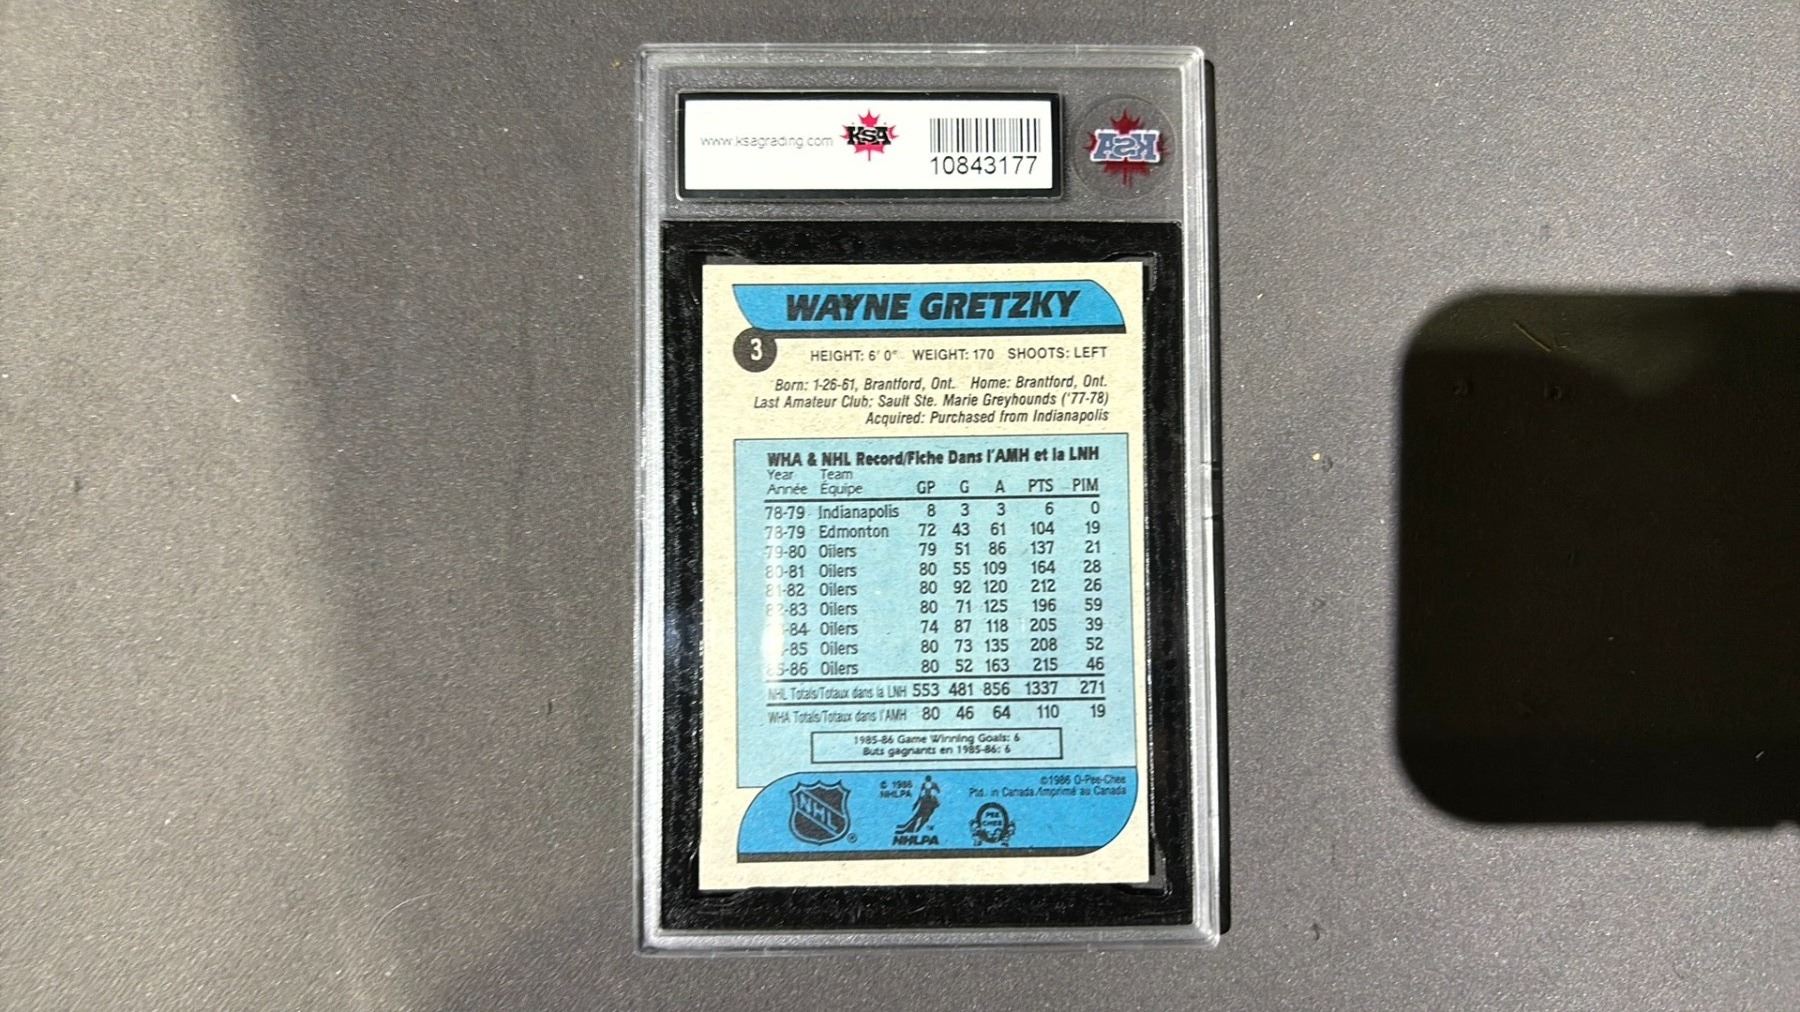 www.ksagrading.com
KSA
10843177
KSA
WAYNE GRETZKY
3
HEIGHT: 6' 0" WEIGHT: 170 SHOOTS: LEFT
Born: 1-26-61, Brantford, Ont. Home: Brantford, Ont.
Last Amateur Club: Sault Ste. Marie Greyhounds ('77-78)
Acquired: Purchased from Indianapolis
WHA & NHL Record/Fiche Dans l'AMH et la LNH
Year Team
Année Équipe GP G A PTS PIM
78-79 Indianapolis 8 3 3 6 0
78-79 Edmonton 72 43 61 104 19
79-80 Oilers 79 51 86 137 21
80-81 Oilers 80 55 109 164 28
81-82 Oilers 80 92 120 212 26
82-83 Oilers 80 71 125 196 59
-84 Oilers 74 87 118 205 39
-85 Oilers 80 73 135 208 52
85-86 Oilers 80 52 163 215 46
NHL Totals/Totaux dans la LNH 553 481 856 1337 271
WHA Totals/Totaux dans l'AMH 80 46 64 110 19
1985-86 Game Winning Goals: 6
Buts gagnants en 1985-86: 6
NHL
®
© 1986
NHLPA
NHLPA
©1986 O-Pee-Chee
Ptd. in Canada/Imprimé au Canada
PEE
CHEE